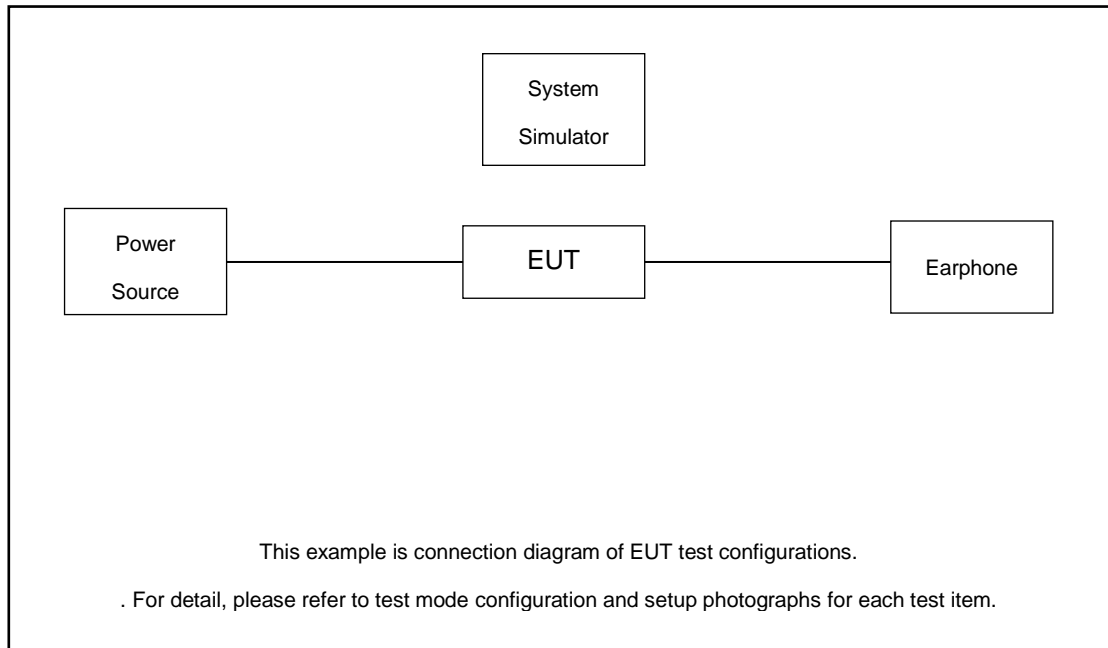 System
Simulator
Power
Source
EUT
Earphone
This example is connection diagram of EUT test configurations.
. For detail, please refer to test mode configuration and setup photographs for each test item.